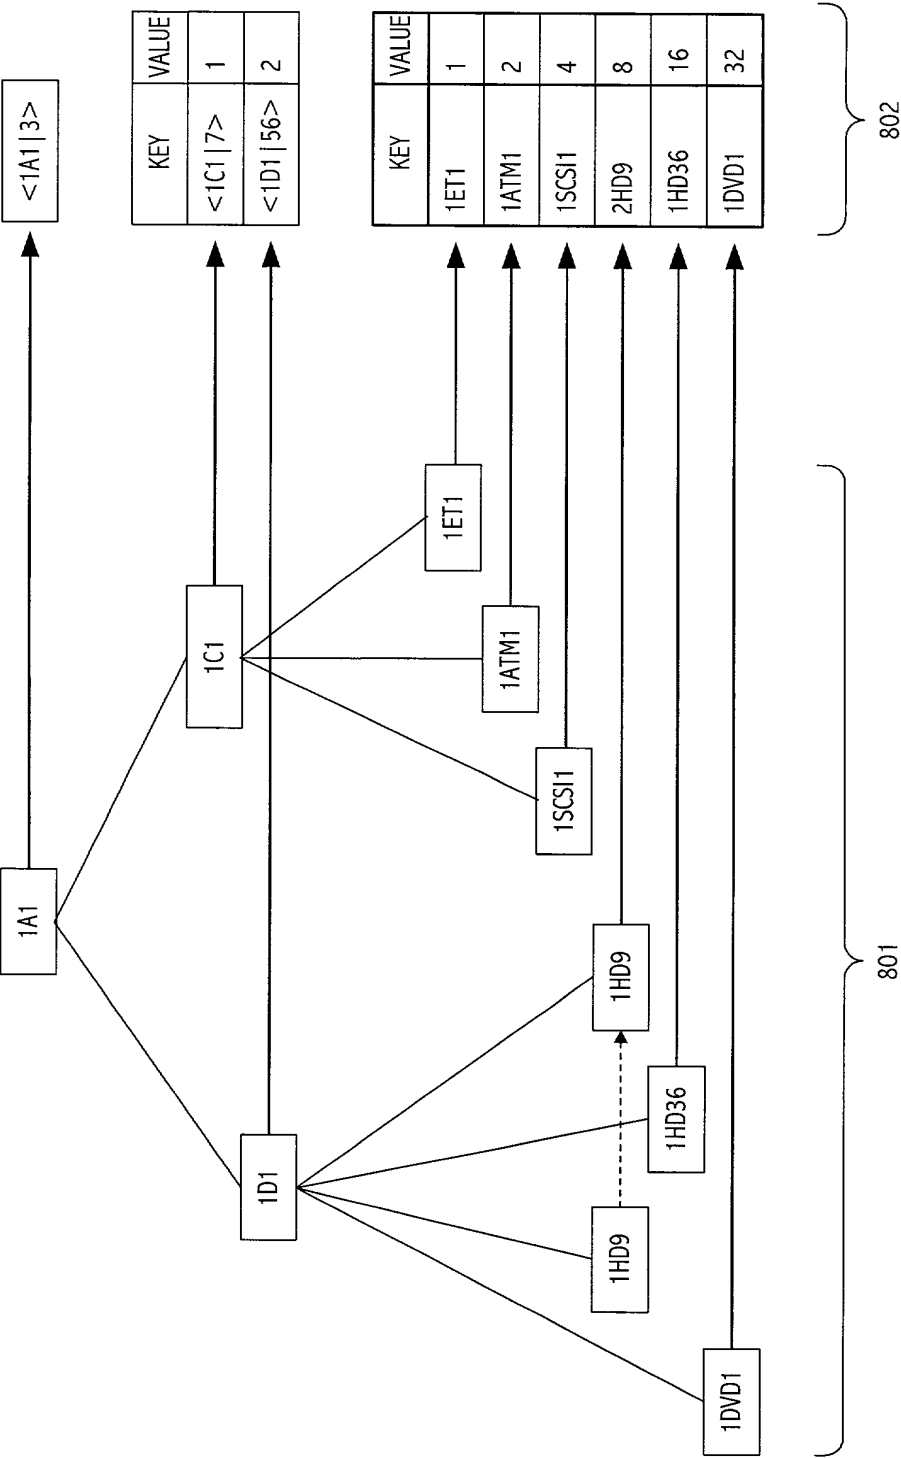 <1A1|3>
KEY VALUE
<1C1|7> 1
<1D1|56> 2
KEY VALUE
1ET1 1
1ATM1 2
1SCSI1 4
2HD9 8
1HD36 16
1DVD1 32
802
1A1
1C1
1D1
1ET1
1ATM1
1SCSI1
1HD9
1HD36
1HD9
1DVD1
801